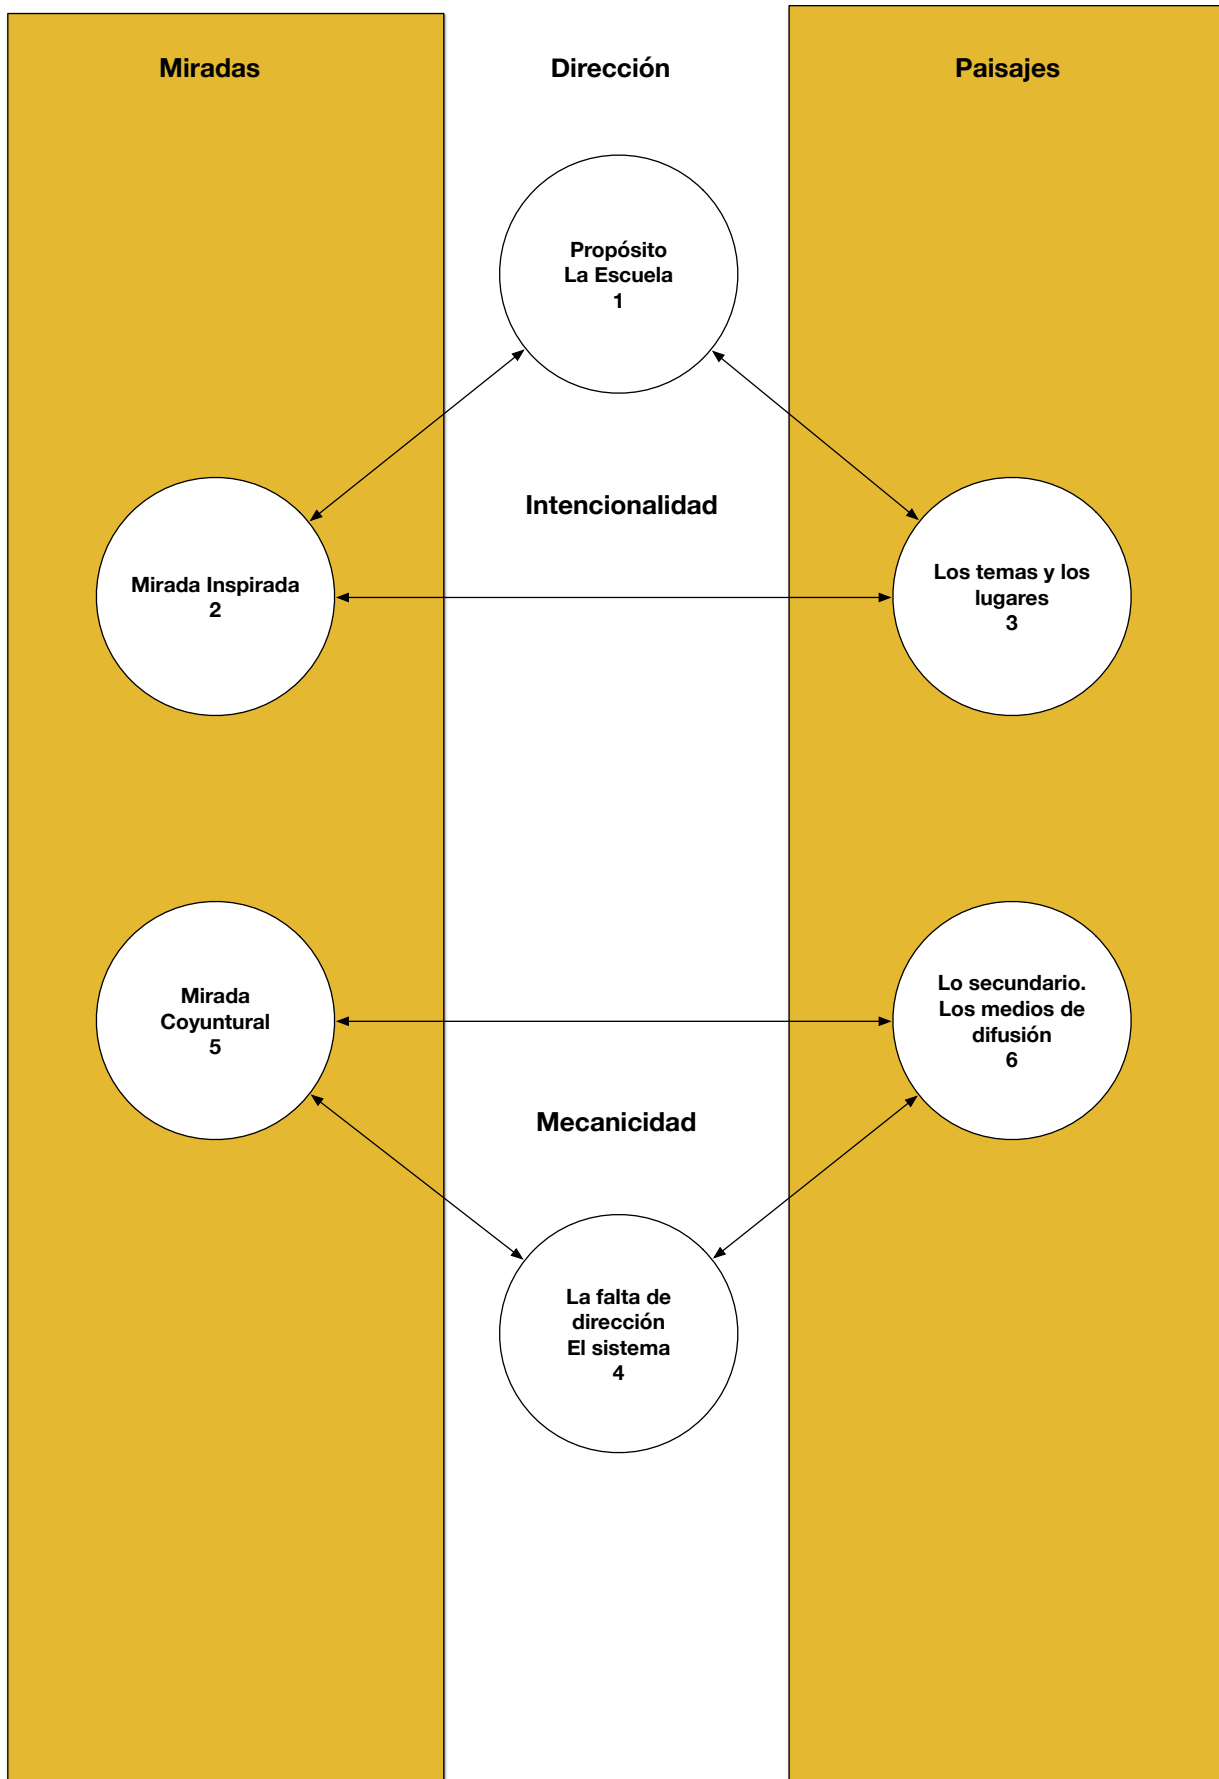 Miradas
Dirección
Paisajes
Propósito
La Escuela
1
Intencionalidad
Mirada Inspirada
2
Los temas y los
lugares
3
Mirada
Coyuntural
5
Lo secundario.
Los medios de
difusión
6
Mecanicidad
La falta de
dirección
El sistema
4